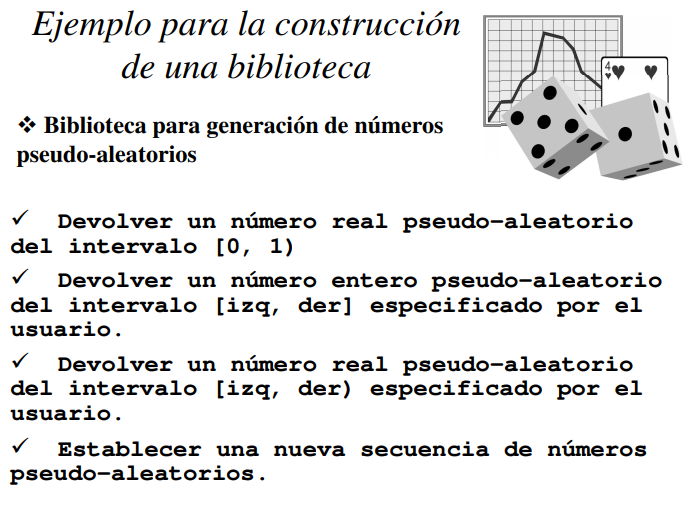 Ejemplo para la construcción
de una biblioteca
❖ Biblioteca para generación de números
pseudo-aleatorios
4
✓ Devolver un número real pseudo-aleatorio
del intervalo [0, 1)
✓ Devolver un número entero pseudo-aleatorio
del intervalo [izq, der] especificado por el
usuario.
✓ Devolver un número real pseudo-aleatorio
del intervalo [izq, der) especificado por el
usuario.
✓ Establecer una nueva secuencia de números
pseudo-aleatorios.